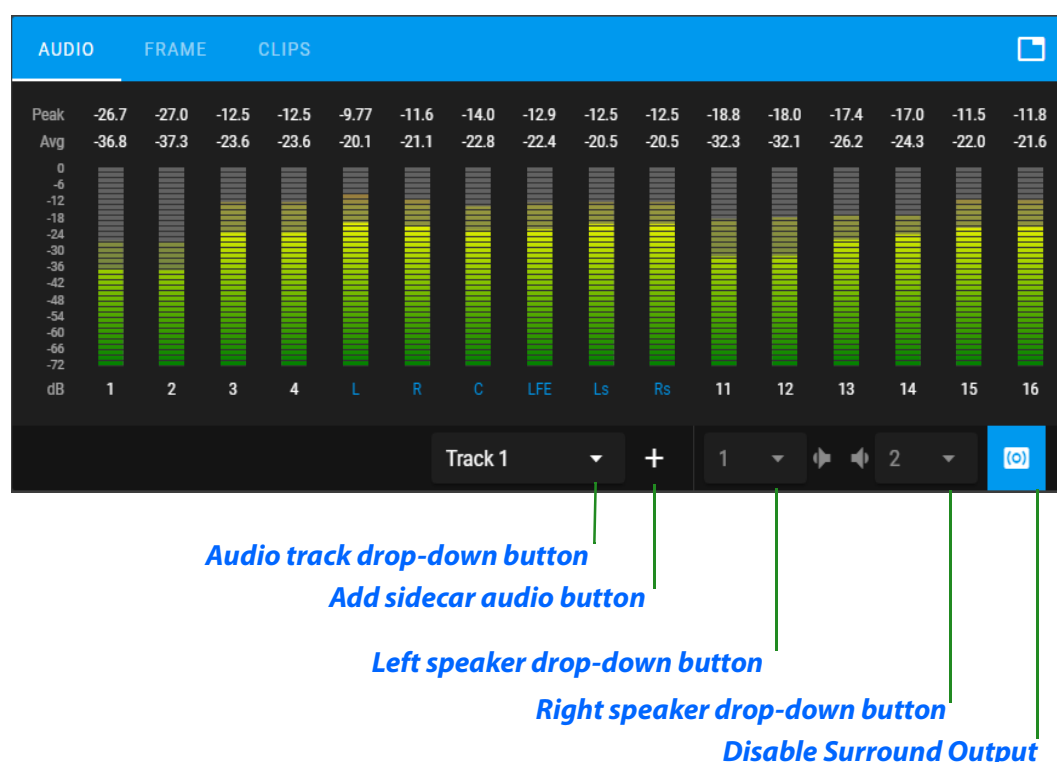 AUDIO FRAME CLIPS
Peak -26.7 -27.0 -12.5 -12.5 -9.77 -11.6 -14.0 -12.9 -12.5 -12.5 -18.8 -18.0 -17.4 -17.0 -11.5 -11.8
Avg -36.8 -37.3 -23.6 -23.6 -20.1 -21.1 -22.8 -22.4 -20.5 -20.5 -32.3 -32.1 -26.2 -24.3 -22.0 -21.6
0
-6
-12
-18
-24
-30
-36
-42
-48
-54
-60
-66
-72
dB 1 2 3 4 L R C LFE Ls Rs 11 12 13 14 15 16
Track 1 + 1 2
Audio track drop-down button
Add sidecar audio button
Left speaker drop-down button
Right speaker drop-down button
Disable Surround Output